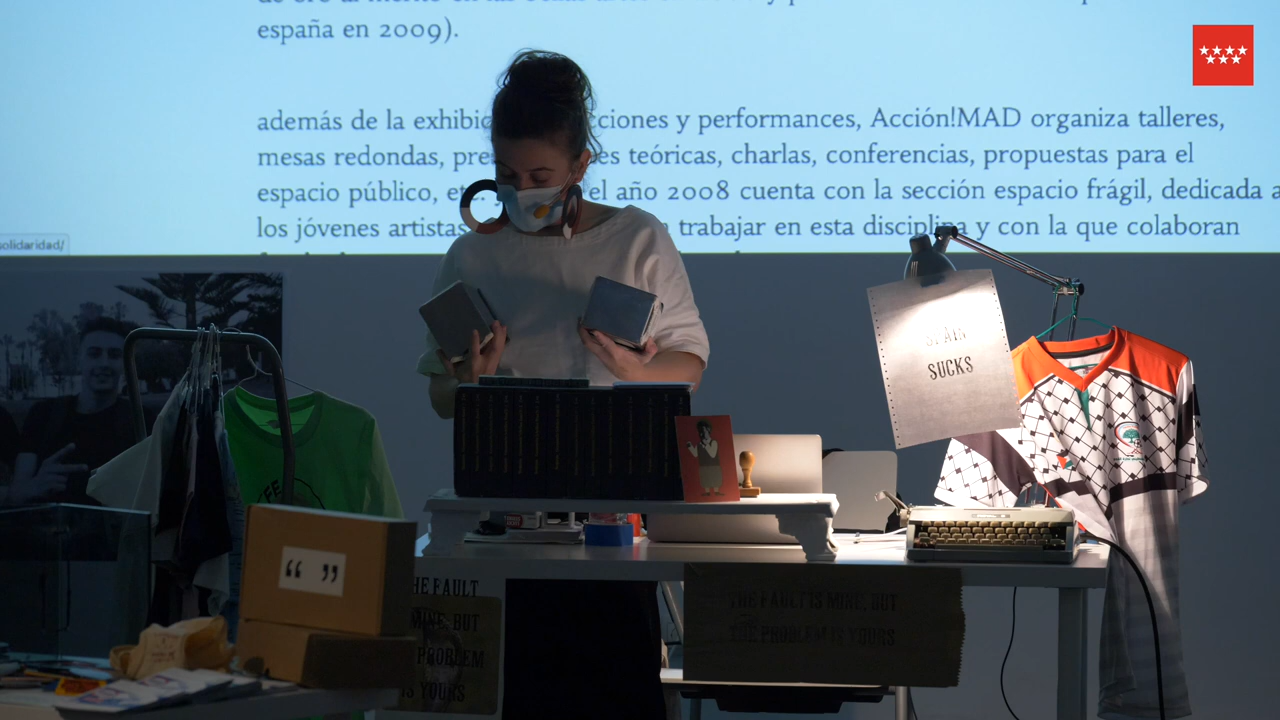 españa en 2009).
además de la exhibic ciones y performances, Acción!MAD organiza talleres,
mesas redondas, pre es teóricas, charlas, conferencias, propuestas para el
espacio público, el año 2008 cuenta con la sección espacio frágil, dedicada a
los jóvenes artistas trabajar en esta disciplina y con la que colaboran
solidaridad/
SPAIN
SUCKS
“ ”
THE FAULT
MINE, BUT
PROBLEM
IS YOURS
THE FAULT IS MINE, BUT
THE PROBLEM IS YOURS